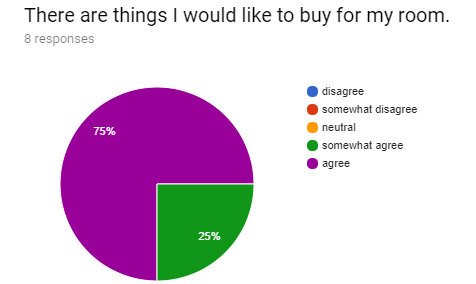 There are things I would like to buy for my room.
8 responses
75%
25%
disagree
somewhat disagree
neutral
somewhat agree
agree